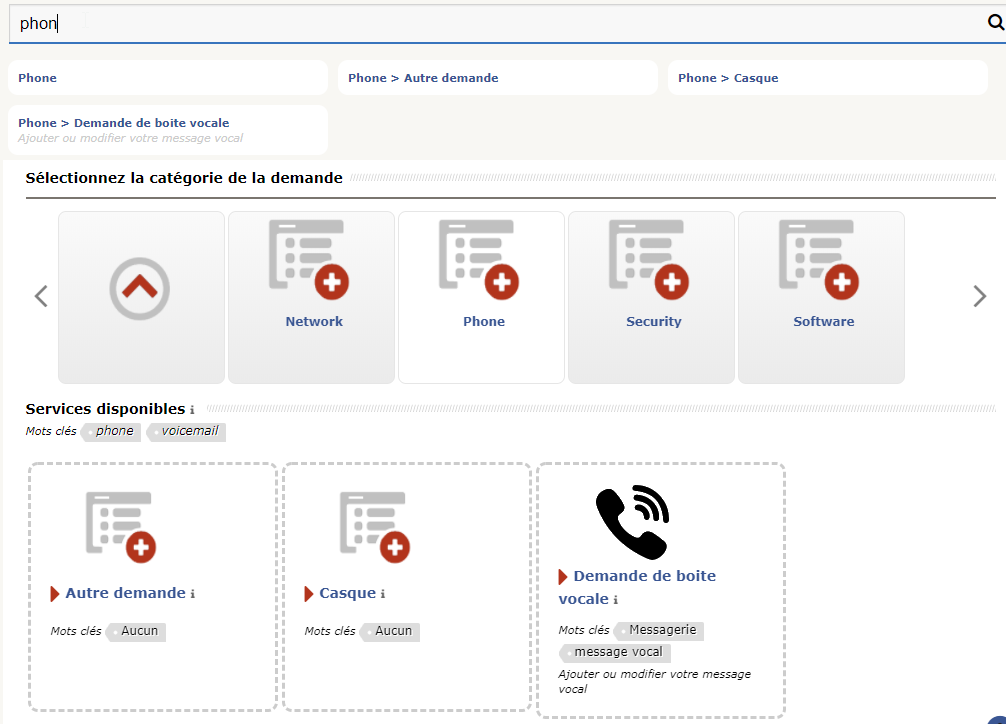 phon
Phone
Phone > Autre demande
Phone > Casque
Phone > Demande de boite vocale
Ajouter ou modifier votre message vocal
Sélectionnez la catégorie de la demande
Network
Phone
Security
Software
Services disponibles i
Mots clés phone voicemail
Autre demande i
Mots clés Aucun
Casque i
Mots clés Aucun
Demande de boite
vocale i
Mots clés Messagerie
message vocal
Ajouter ou modifier votre message
vocal